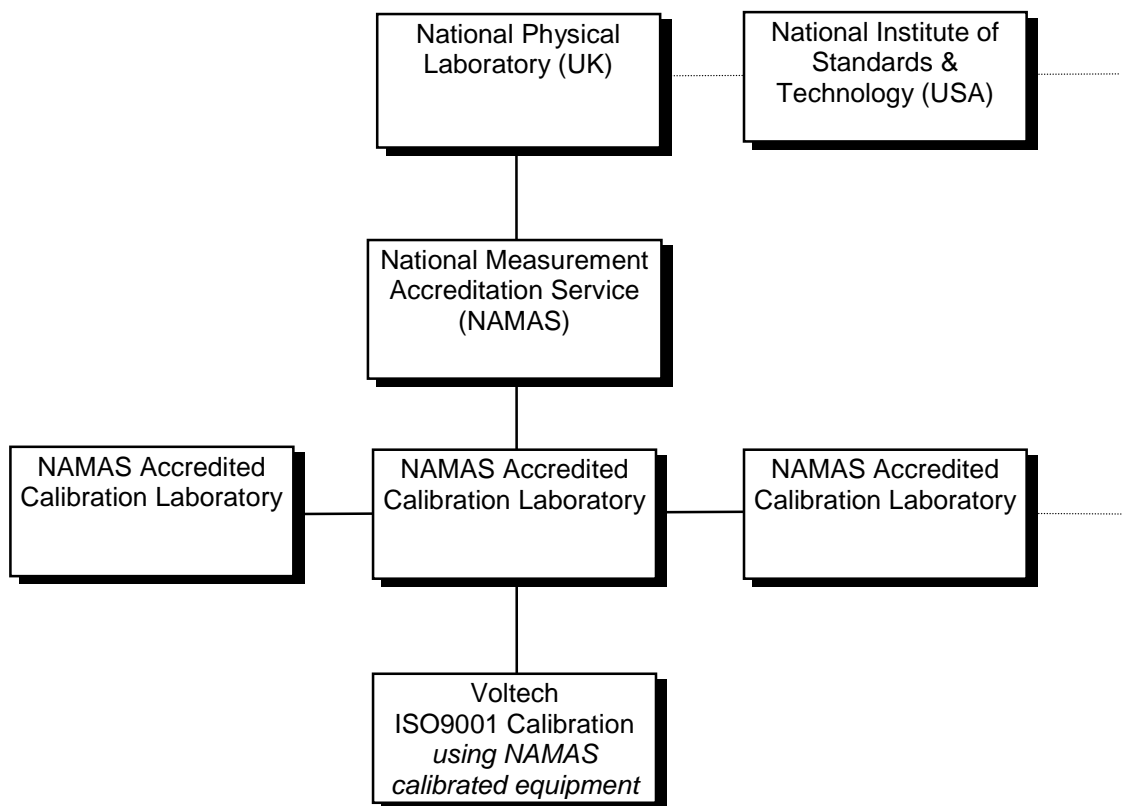 National Physical
Laboratory (UK)
National Institute of
Standards &
Technology (USA)
National Measurement
Accreditation Service
(NAMAS)
NAMAS Accredited
Calibration Laboratory
NAMAS Accredited
Calibration Laboratory
NAMAS Accredited
Calibration Laboratory
Voltech
ISO9001 Calibration
using NAMAS
calibrated equipment